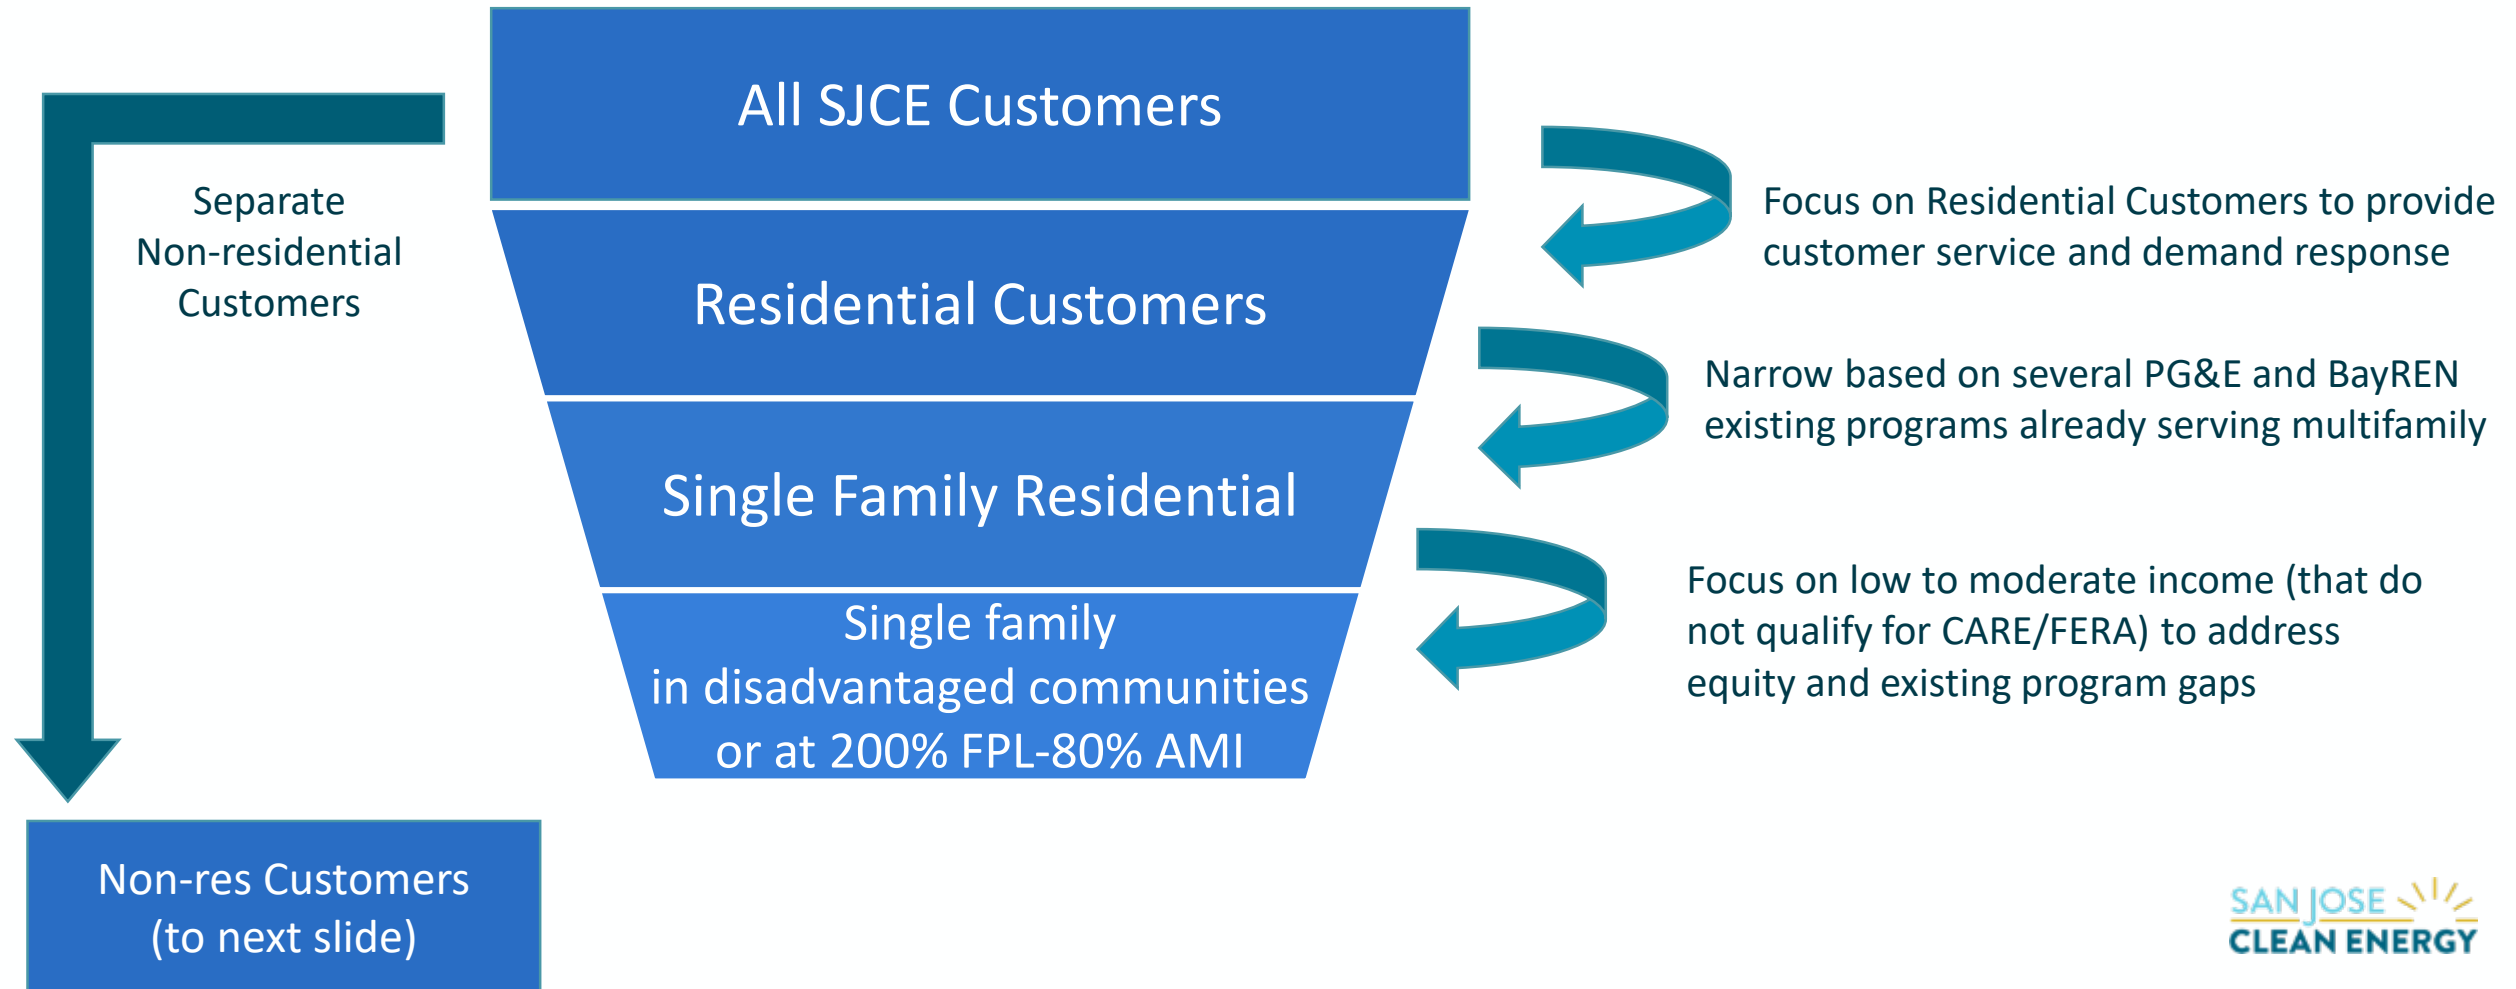 All SJCE Customers
Separate
Non-residential
Customers
Focus on Residential Customers to provide
customer service and demand response
Residential Customers
Narrow based on several PG&E and BayREN
existing programs already serving multifamily
Single Family Residential
Focus on low to moderate income (that do
not qualify for CARE/FERA) to address
equity and existing program gaps
Single family
in disadvantaged communities
or at 200% FPL-80% AMI
Non-res Customers
(to next slide)
SAN JOSE
CLEAN ENERGY